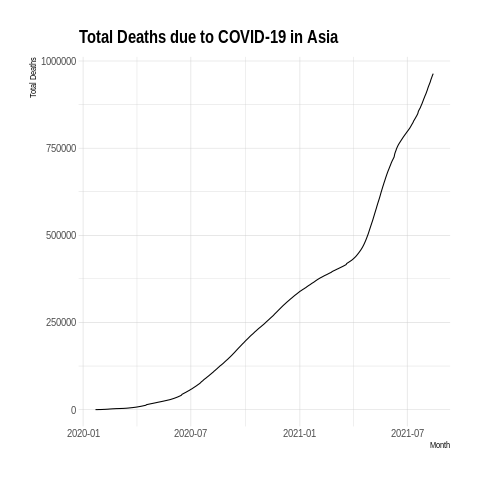 Total Deaths due to COVID-19 in Asia
Total Deaths
1000000
750000
500000
250000
0
2020-01 2020-07 2021-01 2021-07
Month